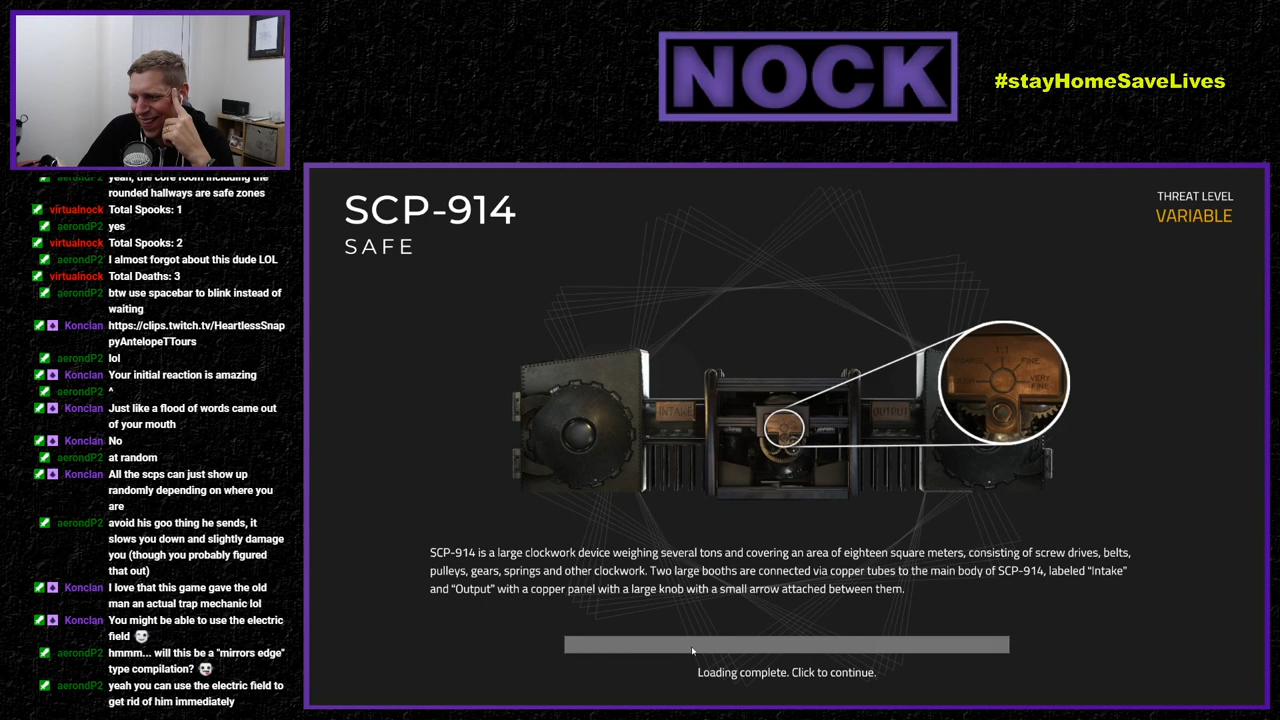 NOCK
#stayHomeSaveLives
aerondP2 yeah, the core room including the
rounded hallways are safe zones
virtualnock Total Spooks: 1
aerondP2 yes
virtualnock Total Spooks: 2
aerondP2 I almost forgot about this dude LOL
virtualnock Total Deaths: 3
aerondP2 btw use spacebar to blink instead of
waiting
Konclan https://clips.twitch.tv/HeartlessSnap
pyAntelopeTTours
aerondP2 lol
Konclan Your initial reaction is amazing
aerondP2 ^
Konclan Just like a flood of words came out
of your mouth
Konclan No
aerondP2 at random
Konclan All the scps can just show up
randomly depending on where you
are
aerondP2 avoid his goo thing he sends, it
slows you down and slightly damage
you (though you probably figured
that out)
Konclan I love that this game gave the old
man an actual trap mechanic lol
Konclan You might be able to use the electric
field
aerondP2 hmmm... will this be a "mirrors edge"
type compilation?
aerondP2 yeah you can use the electric field to
get rid of him immediately
SCP-914
SAFE
THREAT LEVEL
VARIABLE
INTAKE
OUTPUT
1:1
COARSE
FINE
VERY
FINE
SCP-914 is a large clockwork device weighing several tons and covering an area of eighteen square meters, consisting of screw drives, belts,
pulleys, gears, springs and other clockwork. Two large booths are connected via copper tubes to the main body of SCP-914, labeled "Intake"
and "Output" with a copper panel with a large knob with a small arrow attached between them.
Loading complete. Click to continue.